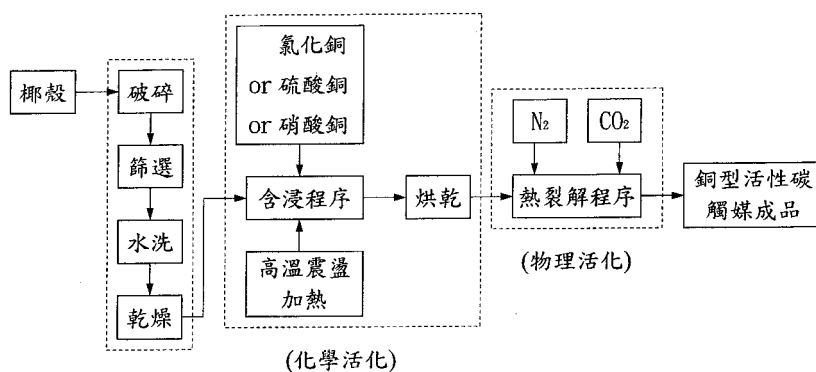 椰殼
破碎
篩選
水洗
乾燥
氯化銅
or 硫酸銅
or 硝酸銅
含浸程序
高溫震盪
加熱
烘乾
(化學活化)
N₂
CO₂
熱裂解程序
(物理活化)
銅型活性碳
觸媒成品